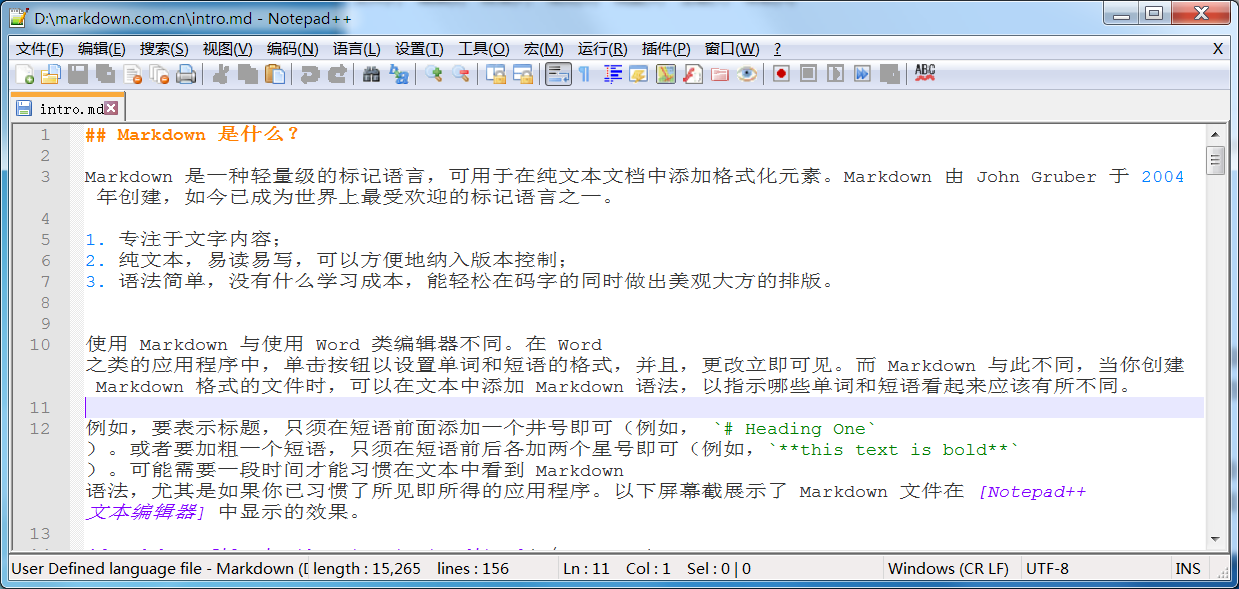 D:\markdown.com.cn\intro.md - Notepad++
文件(F) 编辑(E) 搜索(S) 视图(V) 编码(N) 语言(L) 设置(T) 工具(O) 宏(M) 运行(R) 插件(P) 窗口(W) ? X
ABC
intro.md
1 ## Markdown 是什么？
2
3 Markdown 是一种轻量级的标记语言，可用于在纯文本文档中添加格式化元素。Markdown 由 John Gruber 于 2004
年创建，如今已成为世界上最受欢迎的标记语言之一。
4
5 1. 专注于文字内容；
6 2. 纯文本，易读易写，可以方便地纳入版本控制；
7 3. 语法简单，没有什么学习成本，能轻松在码字的同时做出美观大方的排版。
8
9
10 使用 Markdown 与使用 Word 类编辑器不同。在 Word
之类的应用程序中，单击按钮以设置单词和短语的格式，并且，更改立即可见。而 Markdown 与此不同，当你创建
Markdown 格式的文件时，可以在文本中添加 Markdown 语法，以指示哪些单词和短语看起来应该有所不同。
11
12 例如，要表示标题，只须在短语前面添加一个井号即可（例如， `# Heading One`
）。或者要加粗一个短语，只须在短语前后各加两个星号即可（例如，`**this text is bold**`
）。可能需要一段时间才能习惯在文本中看到 Markdown
语法，尤其是如果你已习惯了所见即所得的应用程序。以下屏幕截展示了 Markdown 文件在 [Notepad++
文本编辑器] 中显示的效果。
13
User Defined language file - Markdown (D length : 15,265 lines : 156 Ln : 11 Col : 1 Sel : 0 | 0 Windows (CR LF) UTF-8 INS